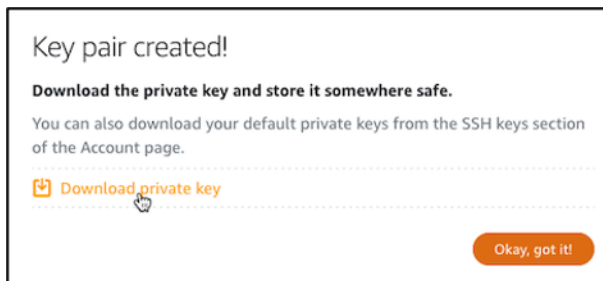 Key pair created!
Download the private key and store it somewhere safe.
You can also download your default private keys from the SSH keys section
of the Account page.
Download private key
Okay, got it!